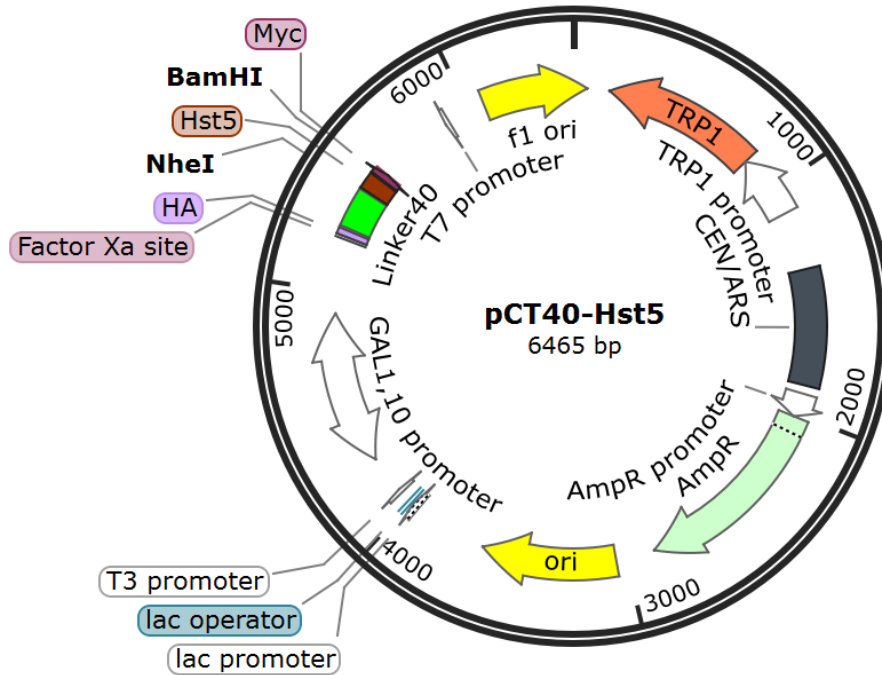 Myc
BamHI
Hst5
NheI
HA
Factor Xa site
6000
f1 ori
TRP1
1000
TRP1 promoter
T7 promoter
Linker40
CEN/ARS
5000
pCT40-Hst5
6465 bp
GAL1,10 promoter
2000
AmpR promoter
AmpR
ori
4000
3000
T3 promoter
lac operator
lac promoter